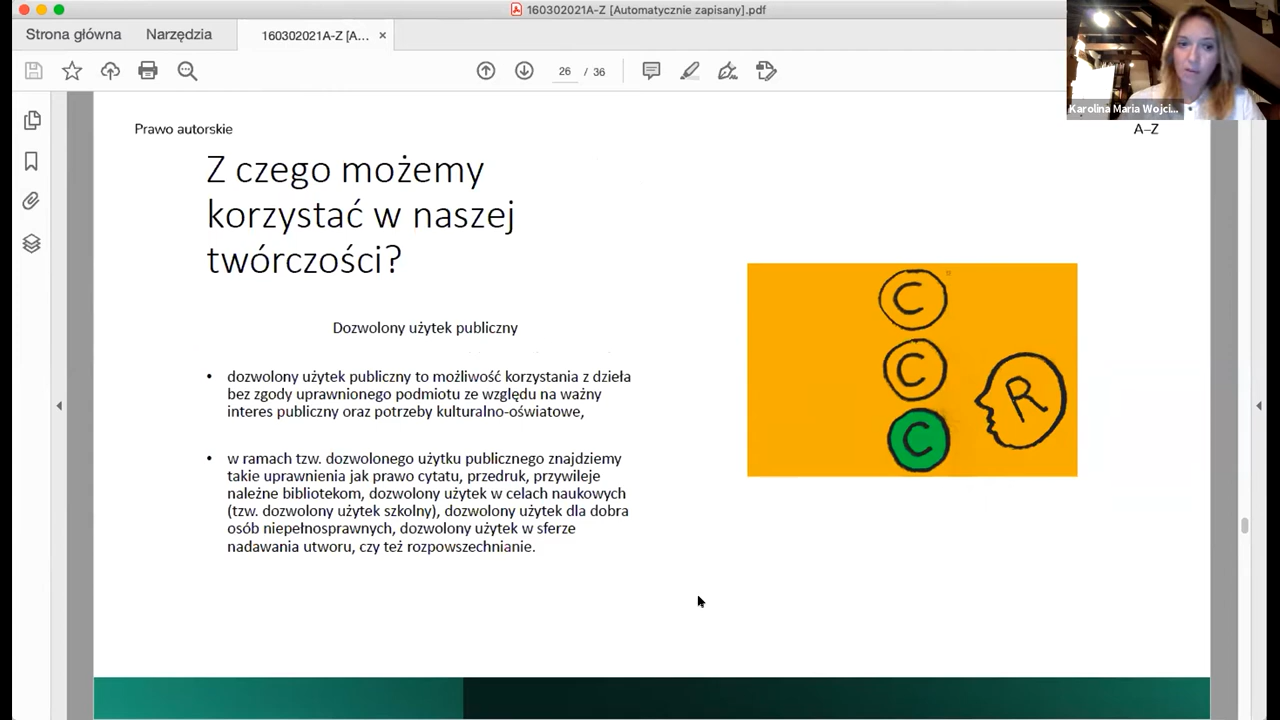 160302021A-Z [Automatycznie zapisany].pdf
Strona główna
Narzędzia
160302021A-Z [A...
26 / 36
Karolina Maria Wojci...
Prawo autorskie
A–Z
Z czego możemy
korzystać w naszej
twórczości?
Dozwolony użytek publiczny
• dozwolony użytek publiczny to możliwość korzystania z dzieła
bez zgody uprawnionego podmiotu ze względu na ważny
interes publiczny oraz potrzeby kulturalno-oświatowe,
• w ramach tzw. dozwolonego użytku publicznego znajdziemy
takie uprawnienia jak prawo cytatu, przedruk, przywileje
należne bibliotekom, dozwolony użytek w celach naukowych
(tzw. dozwolony użytek szkolny), dozwolony użytek dla dobra
osób niepełnosprawnych, dozwolony użytek w sferze
nadawania utworu, czy też rozpowszechnianie.
C
C
R
C